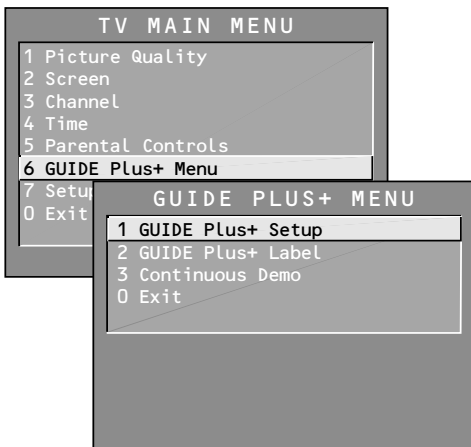 TV MAIN MENU
1 Picture Quality
2 Screen
3 Channel
4 Time
5 Parental Controls
6 GUIDE Plus+ Menu
7 Setu
0 Exit
GUIDE PLUS+ MENU
1 GUIDE Plus+ Setup
2 GUIDE Plus+ Label
3 Continuous Demo
0 Exit